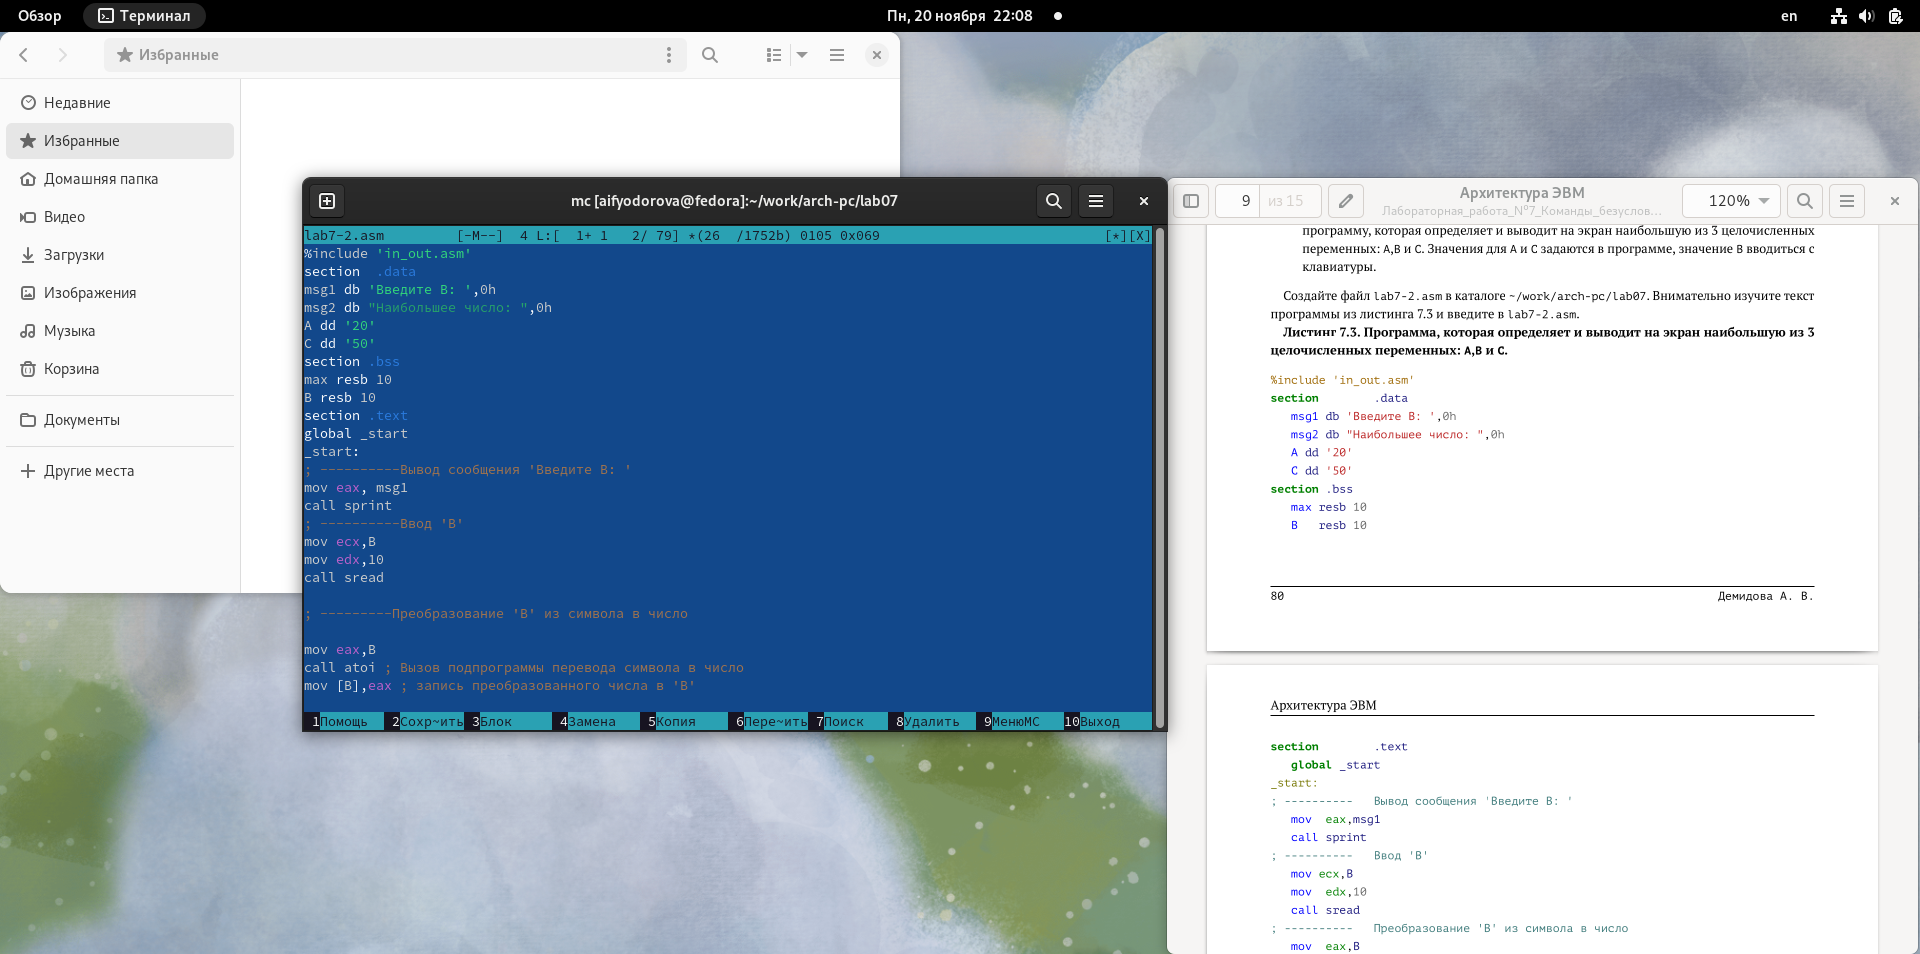 Обзор
Терминал
Пн, 20 ноября 22:08
en
Избранные
Недавние
Избранные
Домашняя папка
Видео
Загрузки
Изображения
Музыка
Корзина
Документы
Другие места
mc [aifyodorova@fedora]:~/work/arch-pc/lab07
lab7-2.asm [-M--] 4 L:[ 1+ 1 2/ 79] *(26 /1752b) 0105 0x069 [*][X]
%include 'in_out.asm'
section .data
msg1 db 'Введите B: ',0h
msg2 db "Наибольшее число: ",0h
A dd '20'
C dd '50'
section .bss
max resb 10
B resb 10
section .text
global _start
_start:
; ----------Вывод сообщения 'Введите B: '
mov eax, msg1
call sprint
; ----------Ввод 'B'
mov ecx,B
mov edx,10
call sread
; ---------Преобразование 'B' из символа в число
mov eax,B
call atoi ; Вызов подпрограммы перевода символа в число
mov [B],eax ; запись преобразованного числа в 'B'
1Помощь 2Сохр~ить 3Блок 4Замена 5Копия 6Пере~ить 7Поиск 8Удалить 9МенюMC 10Выход
9 из 15
Архитектура ЭВМ
Лабораторная_работа_№7_Команды_безуслов…
120%
программу, которая определяет и выводит на экран наибольшую из 3 целочисленных
переменных: A,B и C. Значения для A и C задаются в программе, значение B вводиться с
клавиатуры.
Создайте файл lab7-2.asm в каталоге ~/work/arch-pc/lab07. Внимательно изучите текст
программы из листинга 7.3 и введите в lab7-2.asm.
Листинг 7.3. Программа, которая определяет и выводит на экран наибольшую из 3
целочисленных переменных: A,B и C.
%include 'in_out.asm'
section .data
msg1 db 'Введите B: ',0h
msg2 db "Наибольшее число: ",0h
A dd '20'
C dd '50'
section .bss
max resb 10
B resb 10
80 Демидова А. В.
Архитектура ЭВМ
section .text
global _start
_start:
; ---------- Вывод сообщения 'Введите B: '
mov eax,msg1
call sprint
; ---------- Ввод 'B'
mov ecx,B
mov edx,10
call sread
; ---------- Преобразование 'B' из символа в число
mov eax,B